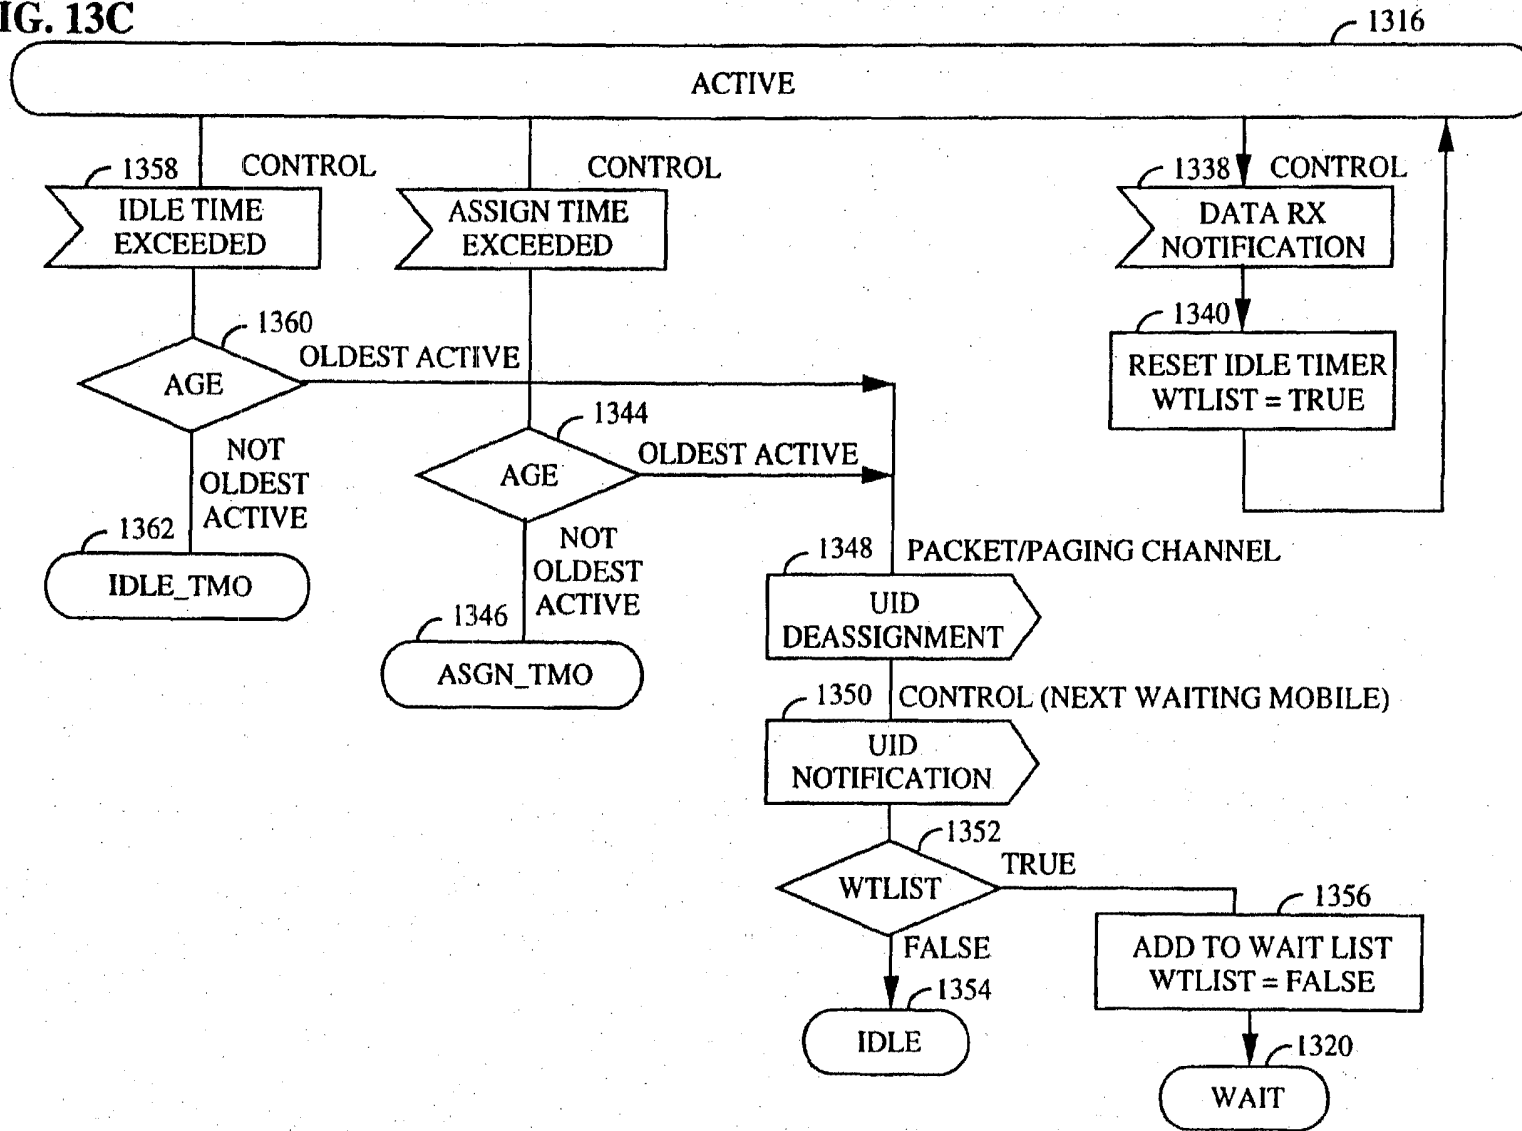 IG. 13C
1316
ACTIVE
1358
CONTROL
CONTROL
1338
CONTROL
IDLE TIME
EXCEEDED
ASSIGN TIME
EXCEEDED
DATA RX
NOTIFICATION
1360
1340
AGE
OLDEST ACTIVE
RESET IDLE TIMER
WTLIST = TRUE
1344
AGE
OLDEST ACTIVE
NOT
OLDEST
ACTIVE
1362
IDLE_TMO
NOT
OLDEST
ACTIVE
1346
ASGN_TMO
1348
PACKET/PAGING CHANNEL
UID
DEASSIGNMENT
1350
CONTROL (NEXT WAITING MOBILE)
UID
NOTIFICATION
1352
WTLIST
TRUE
1356
ADD TO WAIT LIST
WTLIST = FALSE
FALSE
1354
IDLE
1320
WAIT